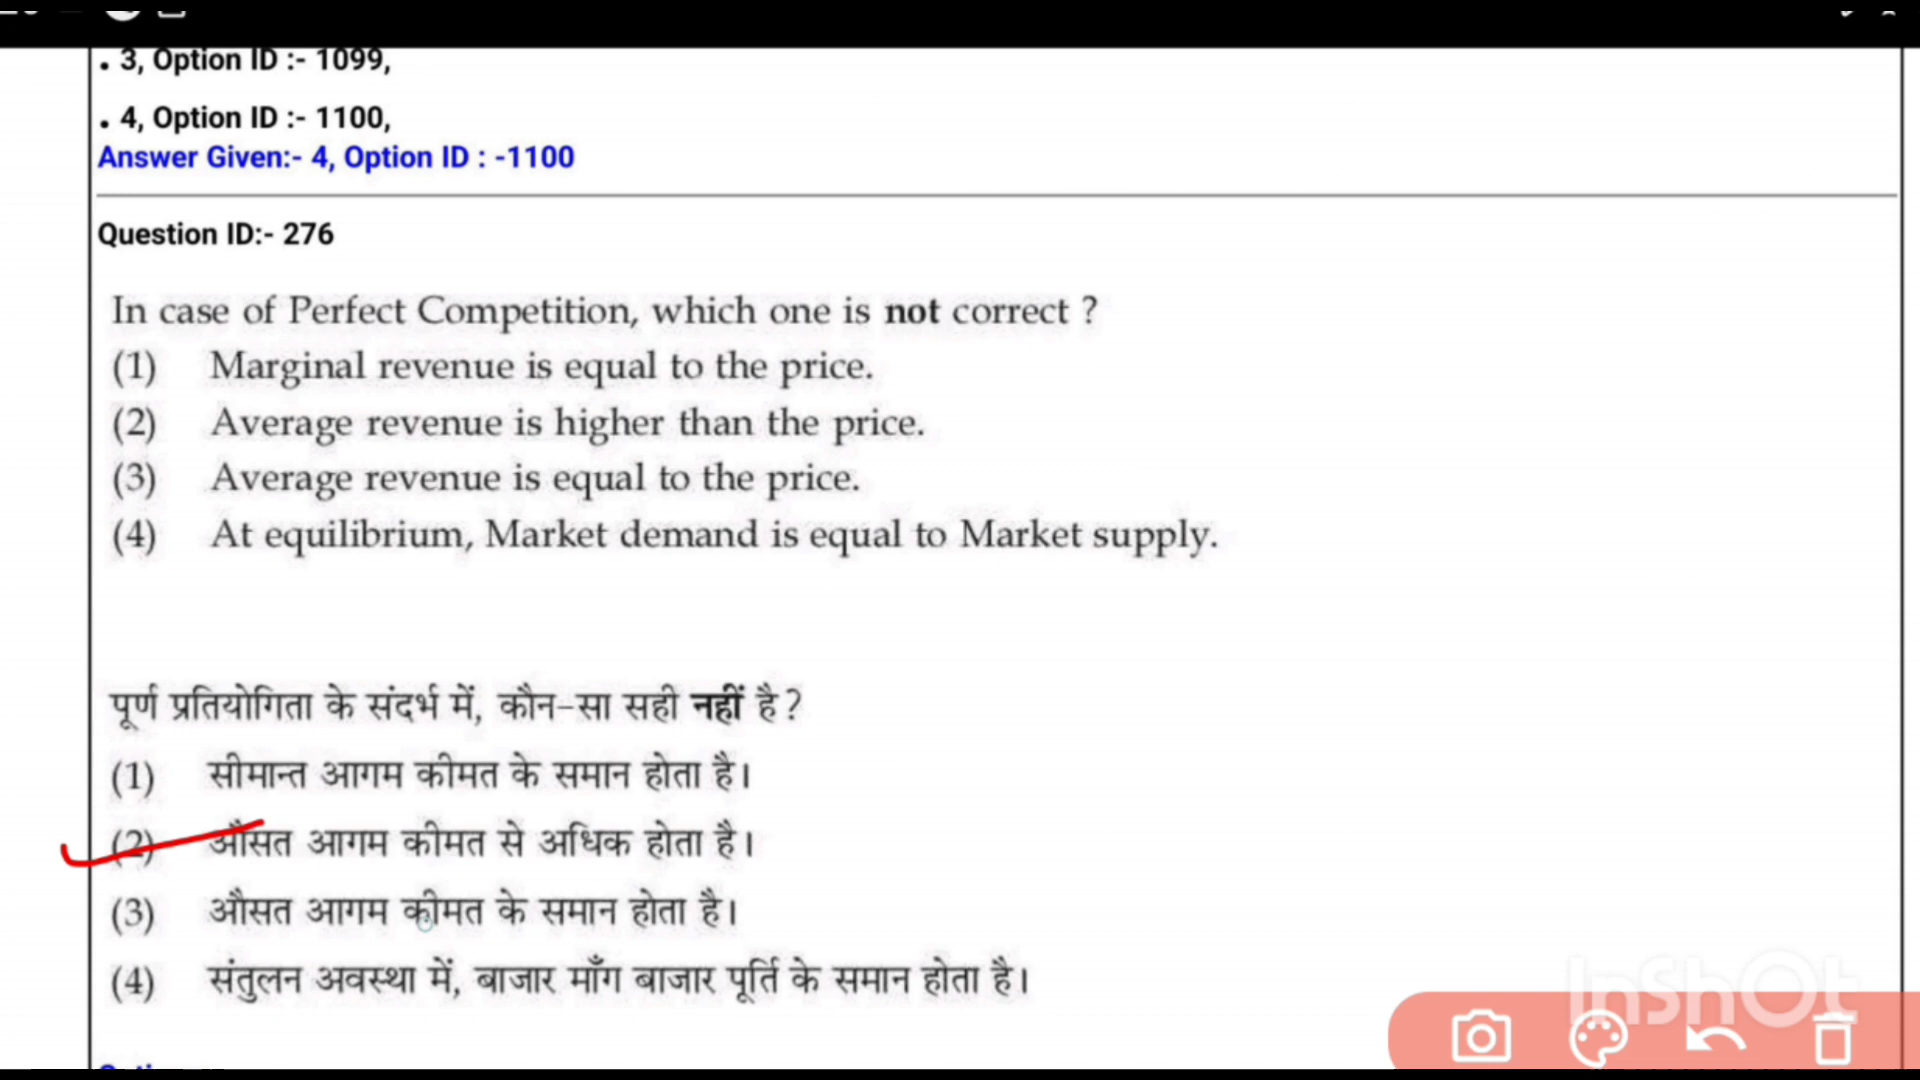 . 3, Option ID :- 1099,
. 4, Option ID :- 1100,
Answer Given:- 4, Option ID : -1100
Question ID:- 276
In case of Perfect Competition, which one is not correct ?
(1) Marginal revenue is equal to the price.
(2) Average revenue is higher than the price.
(3) Average revenue is equal to the price.
(4) At equilibrium, Market demand is equal to Market supply.
पूर्ण प्रतियोगिता के संदर्भ में, कौन-सा सही नहीं है?
(1) सीमान्त आगम कीमत के समान होता है।
(2) औसत आगम कीमत से अधिक होता है।
(3) औसत आगम कीमत के समान होता है।
(4) संतुलन अवस्था में, बाजार माँग बाजार पूर्ति के समान होता है।
InShOt